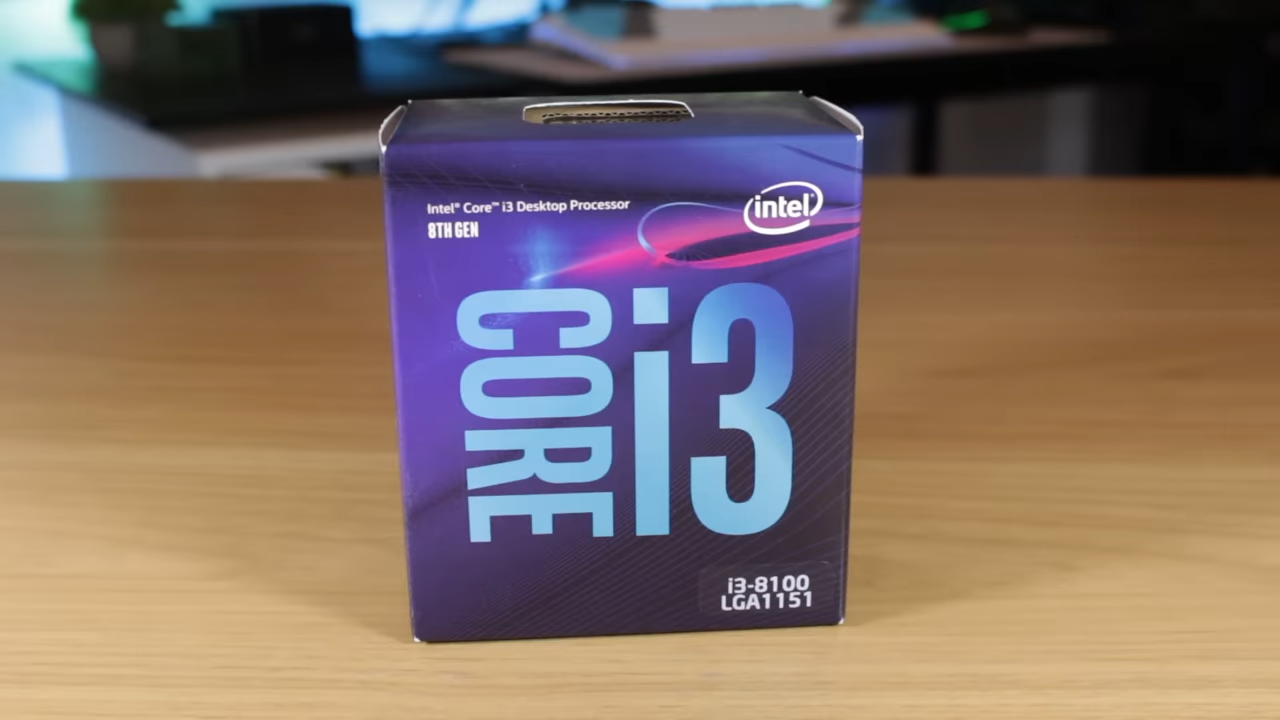 Intel® Core™ i3 Desktop Processor
8TH GEN
intel®
CORE i3
i3-8100
LGA1151